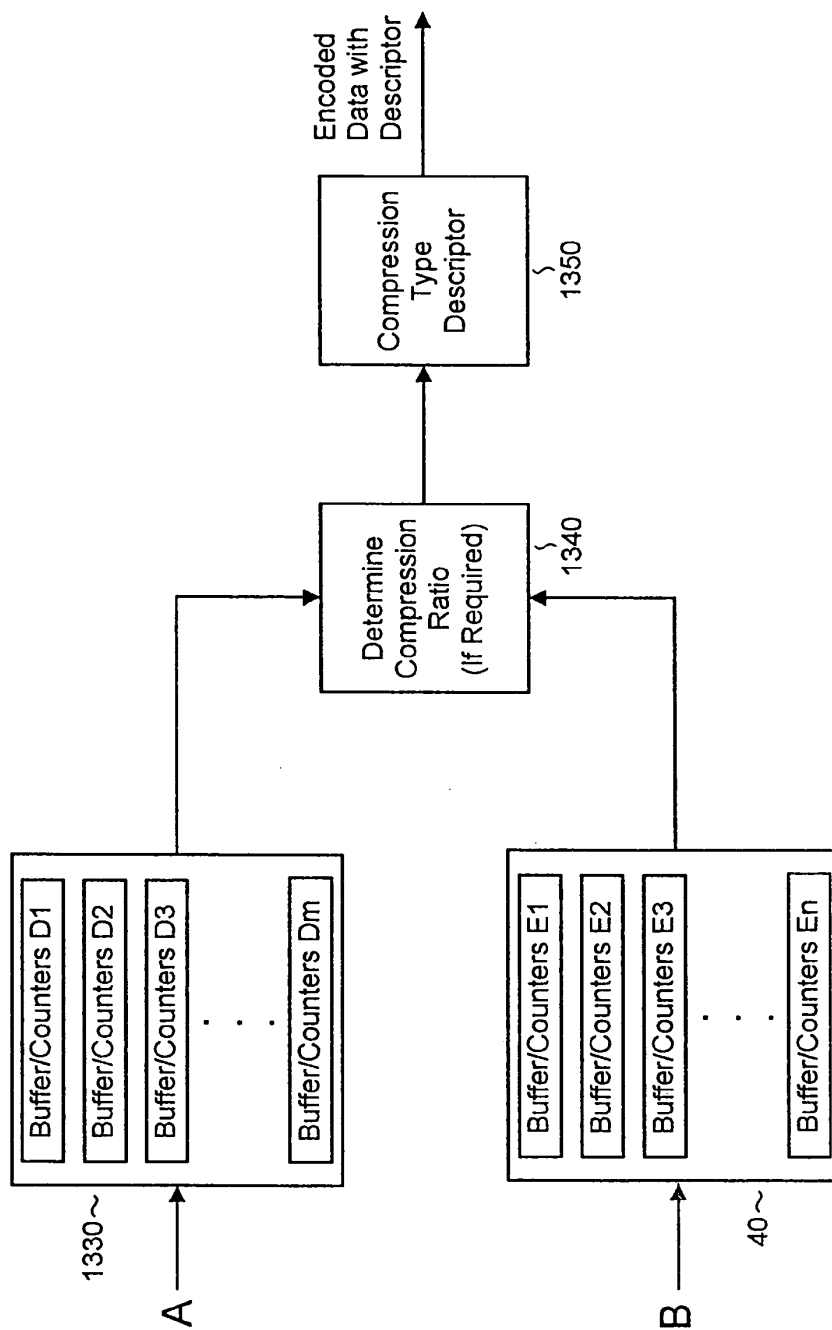 A
1330
Buffer/Counters D1
Buffer/Counters D2
Buffer/Counters D3
. . .
Buffer/Counters Dm
B
40
Buffer/Counters E1
Buffer/Counters E2
Buffer/Counters E3
. . .
Buffer/Counters En
Determine
Compression
Ratio
(If Required)
1340
Compression
Type
Descriptor
1350
Encoded
Data with
Descriptor